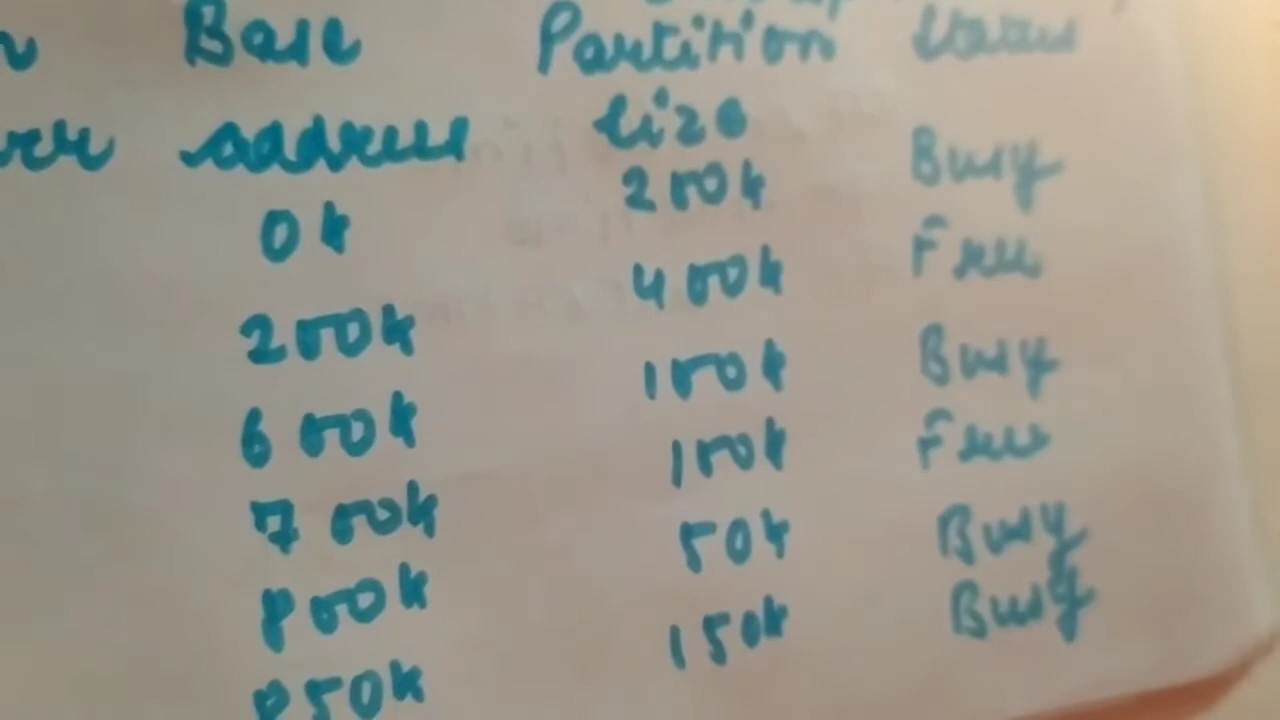 Base Partition Status
address size
0k 200k Busy
200k 400k Free
600k 100k Busy
700k 100k Free
800k 50k Busy
850k 150k Busy